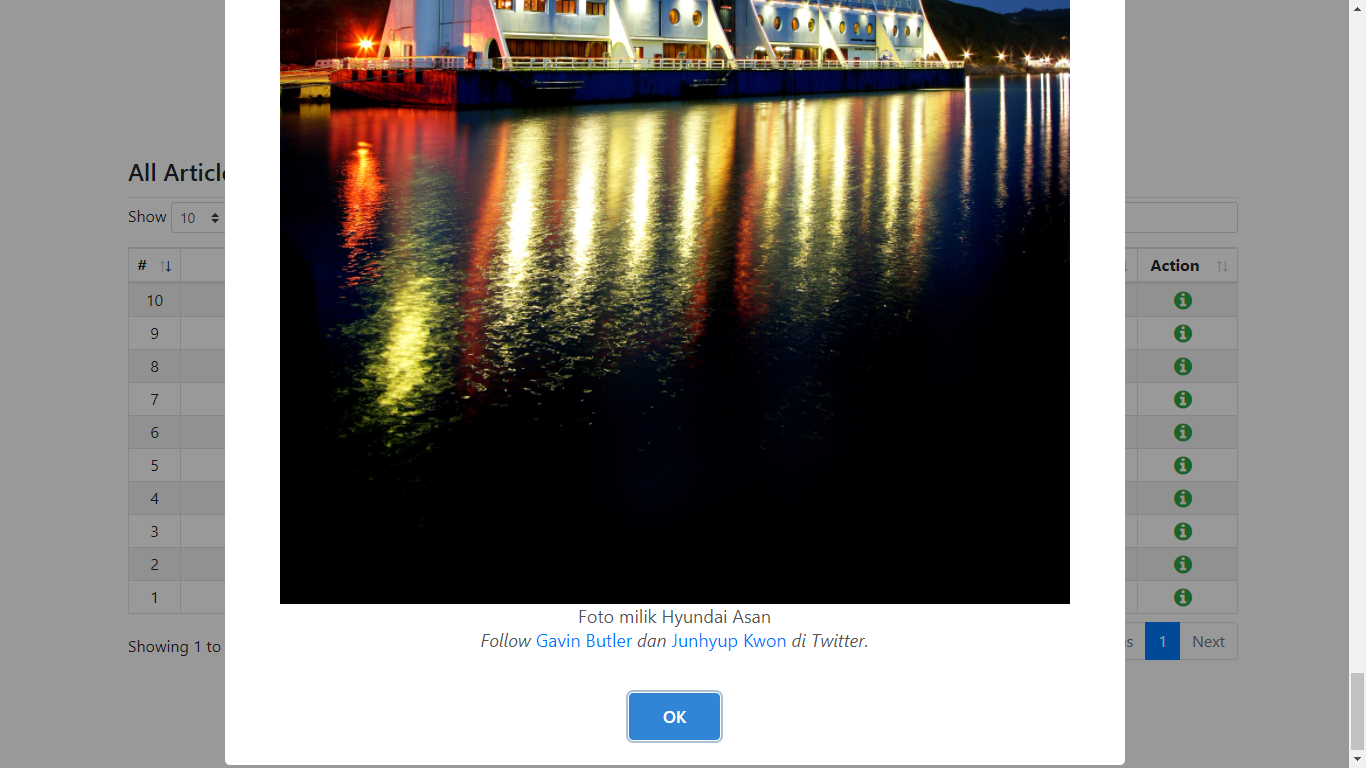 All Article
Show 10
# Action
10
9
8
7
6
5
4
3
2
1
Foto milik Hyundai Asan
Follow Gavin Butler dan Junhyup Kwon di Twitter.
Showing 1 to
1 Next
OK